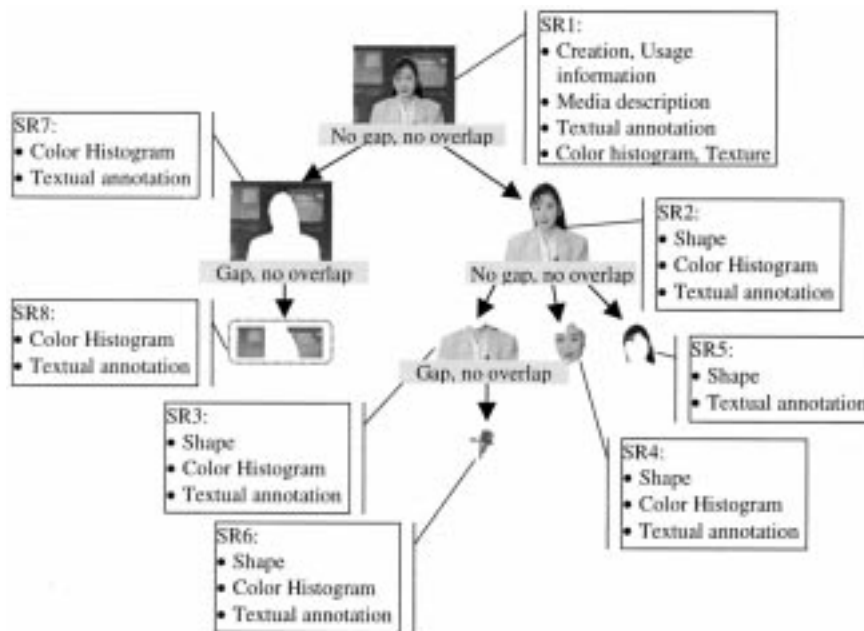 SR1:
• Creation, Usage
information
• Media description
• Textual annotation
• Color histogram, Texture
No gap, no overlap
SR7:
• Color Histogram
• Textual annotation
SR2:
• Shape
• Color Histogram
• Textual annotation
Gap, no overlap
No gap, no overlap
SR8:
• Color Histogram
• Textual annotation
SR5:
• Shape
• Textual annotation
Gap, no overlap
SR3:
• Shape
• Color Histogram
• Textual annotation
SR4:
• Shape
• Color Histogram
• Textual annotation
SR6:
• Shape
• Color Histogram
• Textual annotation